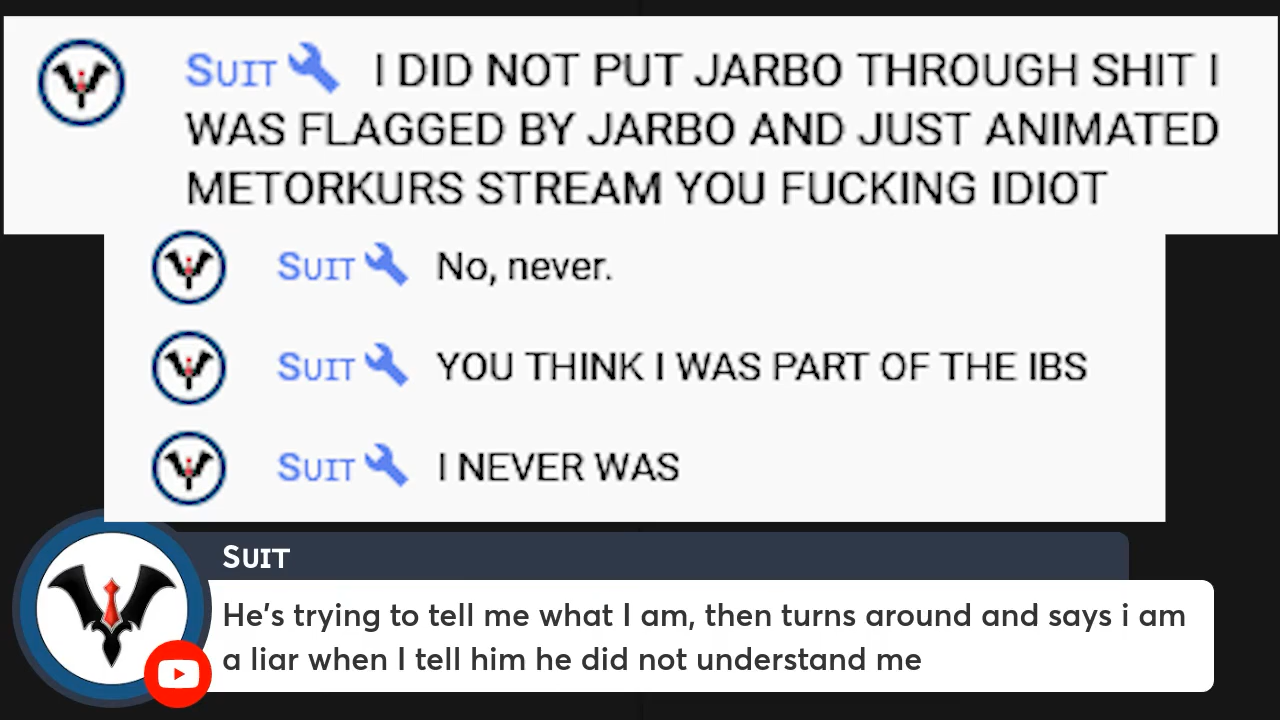 Suit I DID NOT PUT JARBO THROUGH SHIT I
WAS FLAGGED BY JARBO AND JUST ANIMATED
METORKURS STREAM YOU FUCKING IDIOT
Suit No, never.
Suit YOU THINK I WAS PART OF THE IBS
Suit I NEVER WAS
Suit
He's trying to tell me what I am, then turns around and says i am
a liar when I tell him he did not understand me